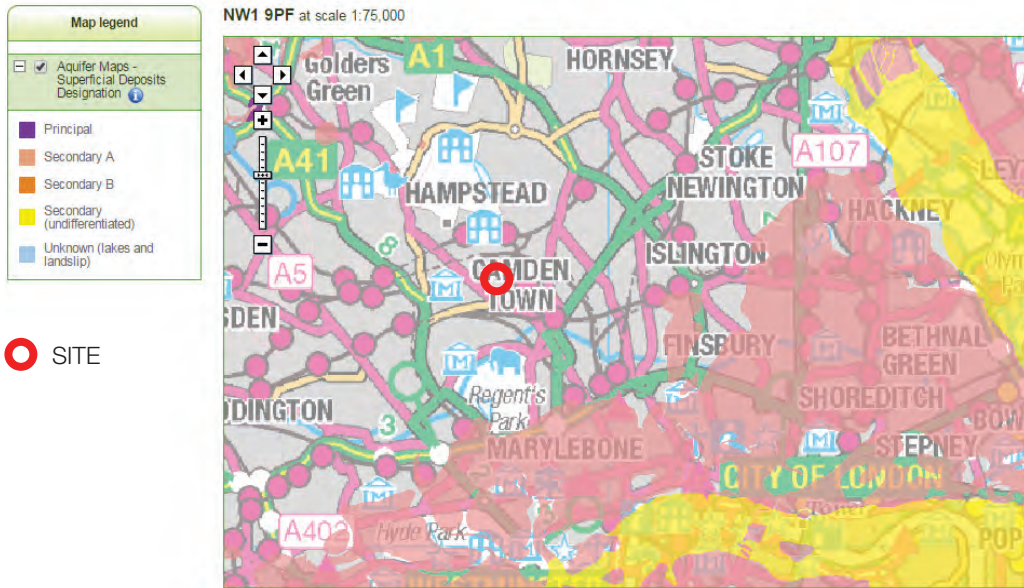 Map legend
Aquifer Maps -
Superficial Deposits
Designation
Principal
Secondary A
Secondary B
Secondary
(undifferentiated)
Unknown (lakes and
landslip)
SITE
NW1 9PF at scale 1:75,000
Golders
Green
A1
HORNSEY
A41
STOKE
NEWINGTON
A107
LEY
HAMPSTEAD
HACKNEY
8
A5
CAMDEN
TOWN
ISLINGTON
SDEN
FINSBURY
BETHNAL
GREEN
Regent's
Park
SHOREDITCH
BOW
DDINGTON
3
MARYLEBONE
STEPNEY
CITY OF LONDON
Tower
A402
Hyde Park
POP